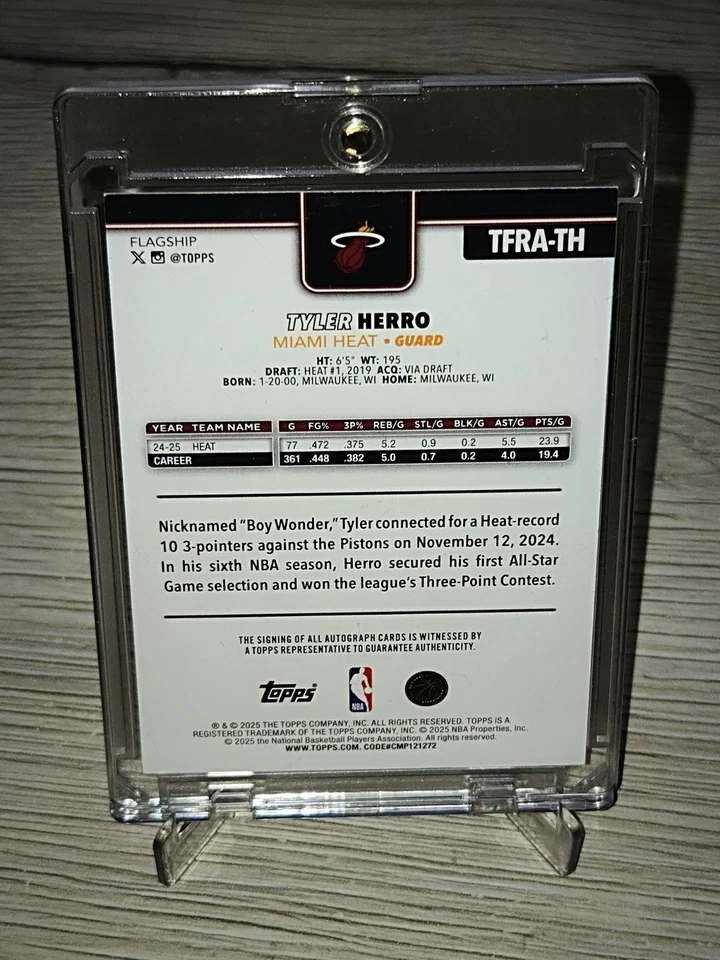 FLAGSHIP
TFRA-TH
X @TOPPS
TYLER HERRO
MIAMI HEAT • GUARD
HT: 6'5" WT: 195
DRAFT: HEAT #1, 2019 ACQ: VIA DRAFT
BORN: 1-20-00, MILWAUKEE, WI HOME: MILWAUKEE, WI
YEAR TEAM NAME G FG% 3P% REB/G STL/G BLK/G AST/G PTS/G
24-25 HEAT 77 .472 .375 5.2 0.9 0.2 5.5 23.9
CAREER 361 .448 .382 5.0 0.7 0.2 4.0 19.4
Nicknamed "Boy Wonder," Tyler connected for a Heat-record
10 3-pointers against the Pistons on November 12, 2024.
In his sixth NBA season, Herro secured his first All-Star
Game selection and won the league's Three-Point Contest.
THE SIGNING OF ALL AUTOGRAPH CARDS IS WITNESSED BY
A TOPPS REPRESENTATIVE TO GUARANTEE AUTHENTICITY.
Topps NBA
® & © 2025 THE TOPPS COMPANY, INC. ALL RIGHTS RESERVED. TOPPS IS A
REGISTERED TRADEMARK OF THE TOPPS COMPANY, INC. © 2025 NBA Properties, Inc.
© 2025 the National Basketball Players Association. All rights reserved.
WWW.TOPPS.COM. CODE#CMP121272